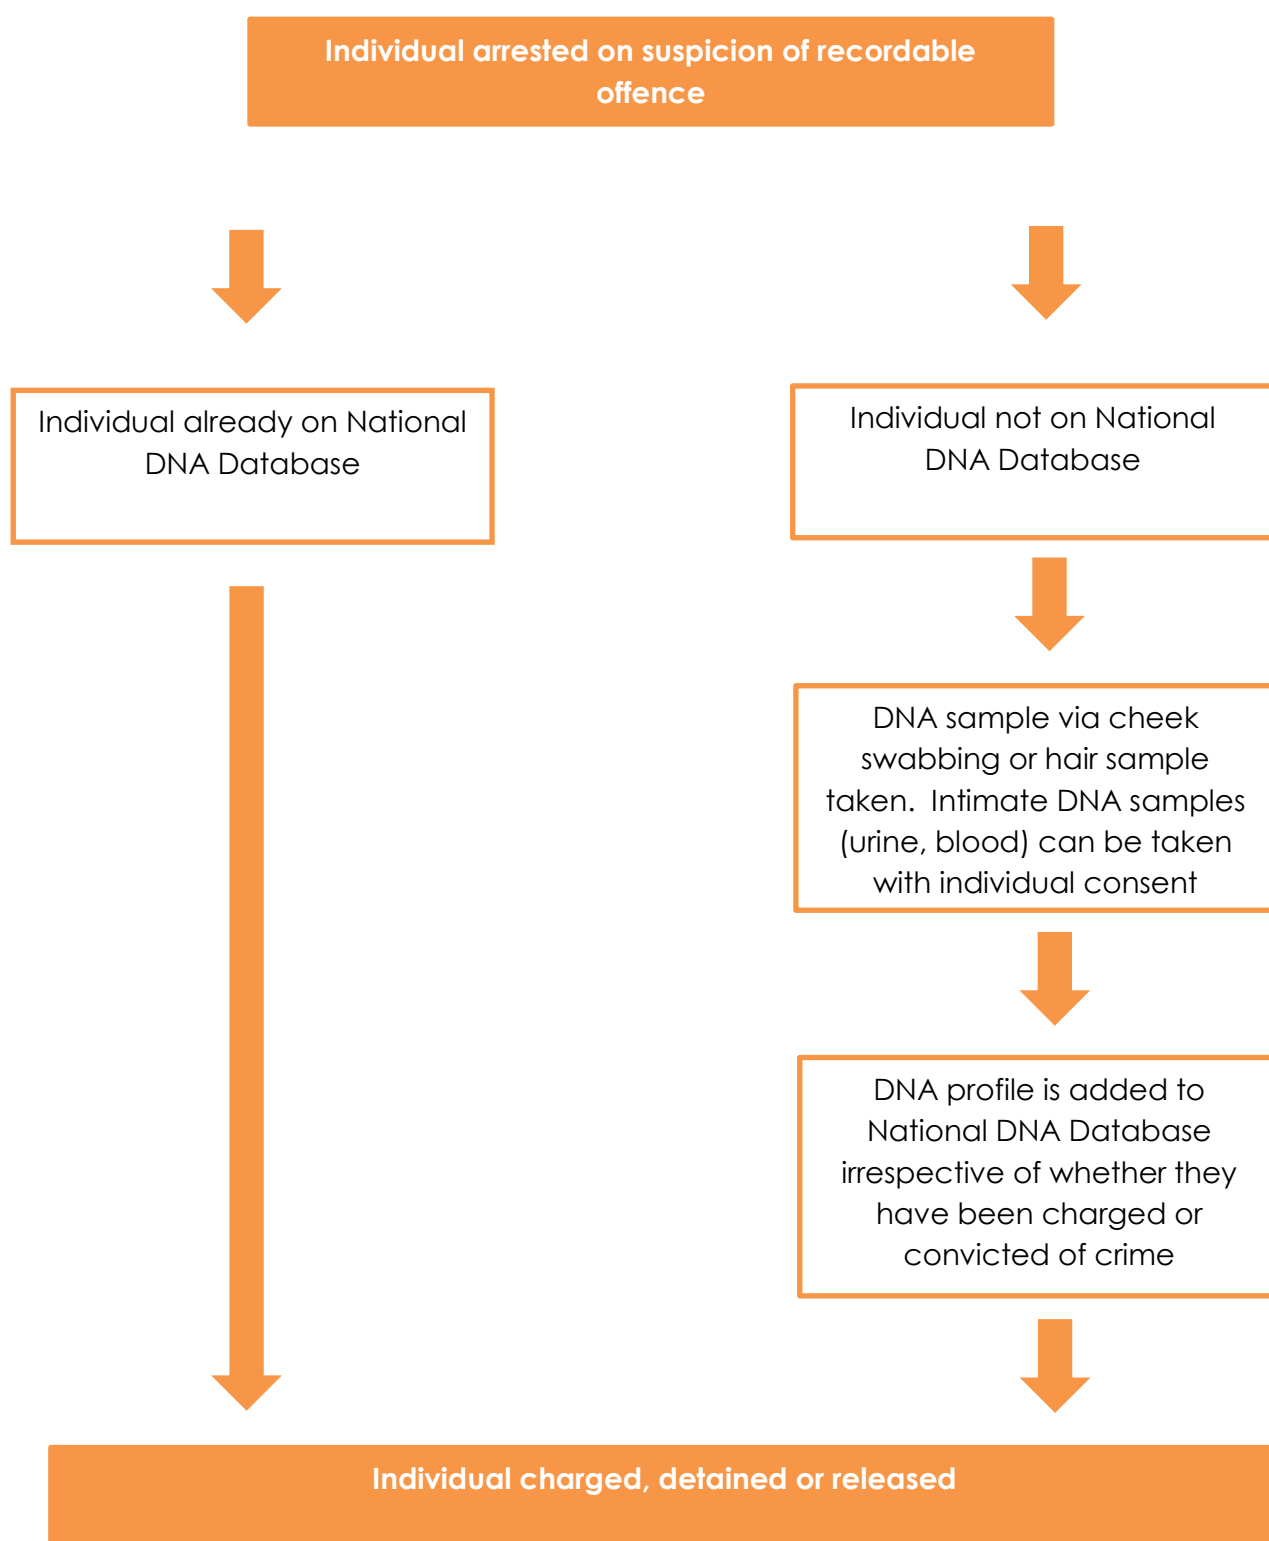 Individual arrested on suspicion of recordable
offence
Individual already on National
DNA Database
Individual not on National
DNA Database
DNA sample via cheek
swabbing or hair sample
taken.  Intimate DNA samples
(urine, blood) can be taken
with individual consent
DNA profile is added to
National DNA Database
irrespective of whether they
have been charged or
convicted of crime
Individual charged, detained or released